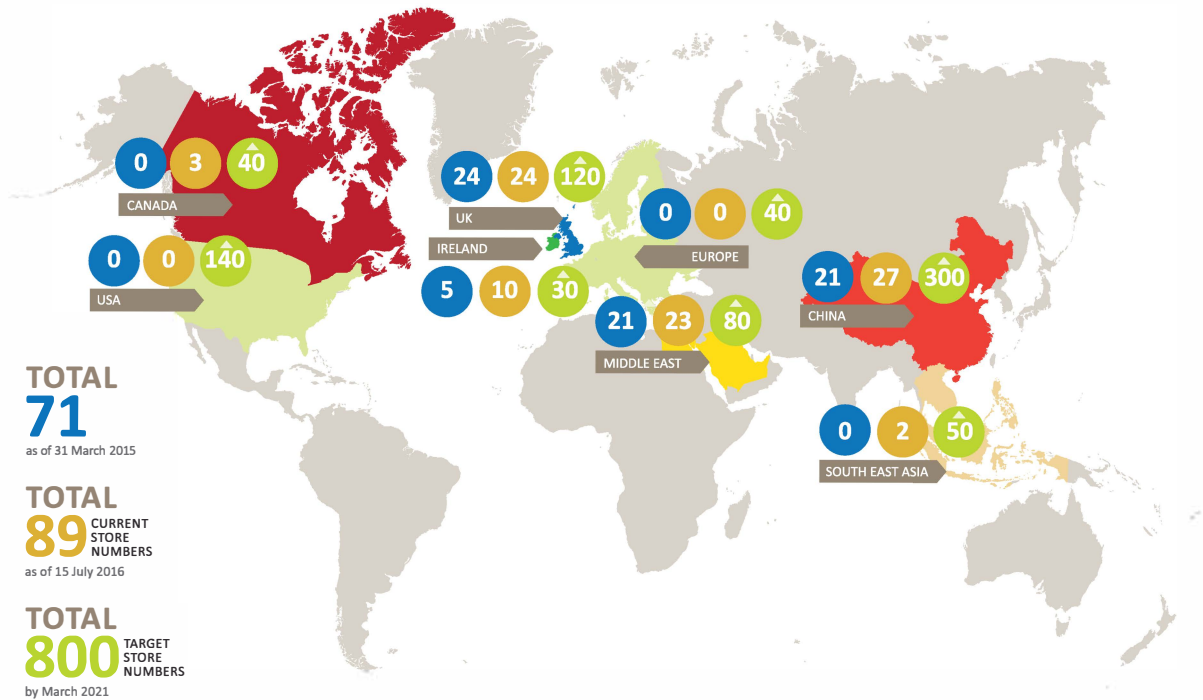 0 3 40
CANADA
0 0 140
USA
24 24 120
UK
IRELAND
5 10 30
0 0 40
EUROPE
21 23 80
MIDDLE EAST
21 27 300
CHINA
0 2 50
SOUTH EAST ASIA
TOTAL
71
as of 31 March 2015
TOTAL
89 CURRENT
STORE
NUMBERS
as of 15 July 2016
TOTAL
800 TARGET
STORE
NUMBERS
by March 2021